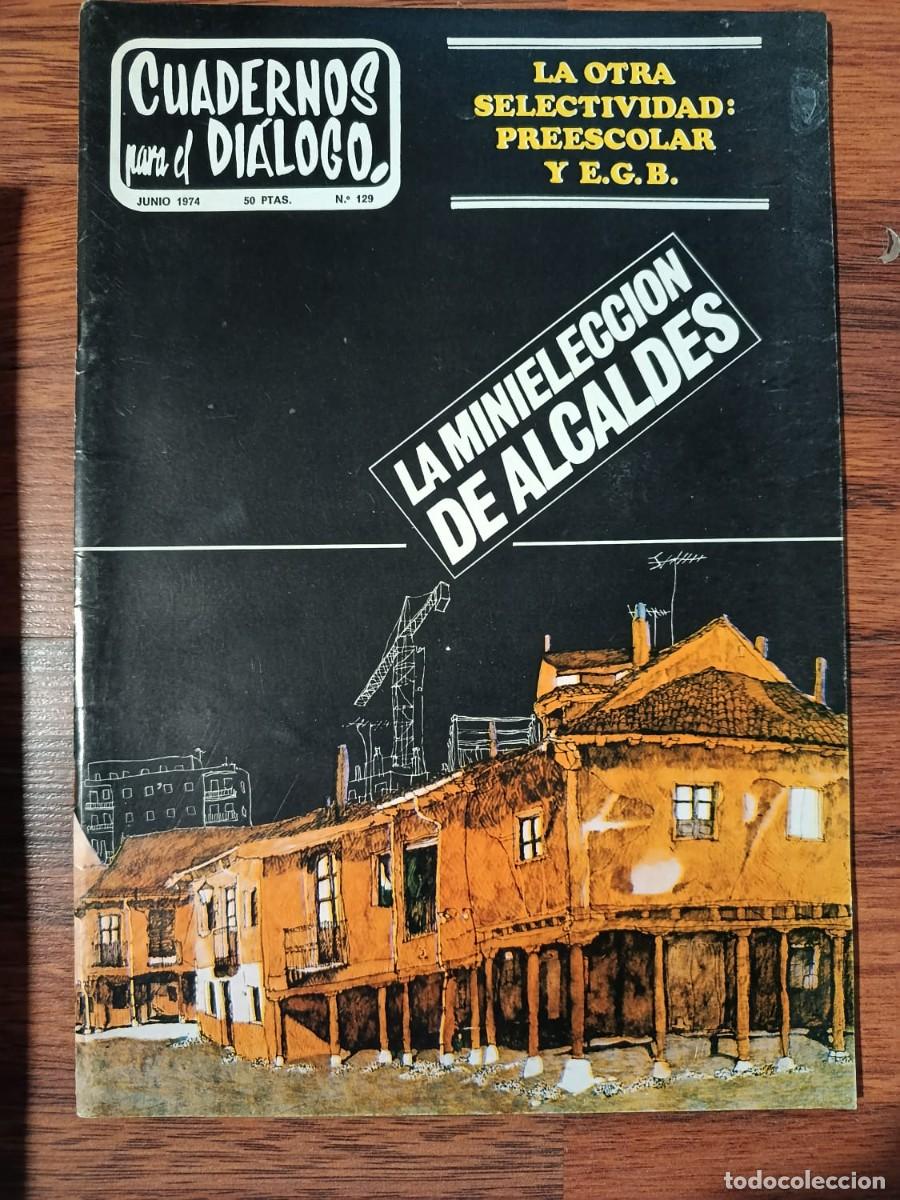 CUADERNOS
para el DIÁLOGO.
JUNIO 1974 50 PTAS. N.º 129
LA OTRA
SELECTIVIDAD:
PREESCOLAR
Y E.G.B.
LA MINIELECCION
DE ALCALDES
todocoleccion